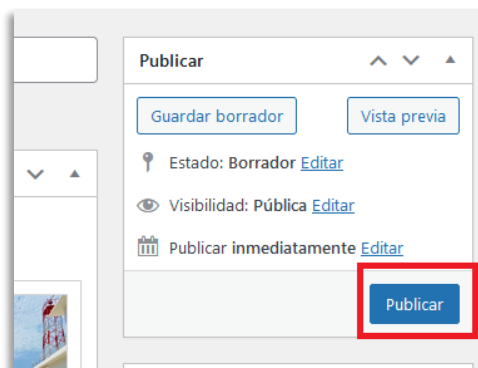 Publicar
Guardar borrador
Vista previa
Estado: Borrador Editar
Visibilidad: Pública Editar
Publicar inmediatamente Editar
Publicar